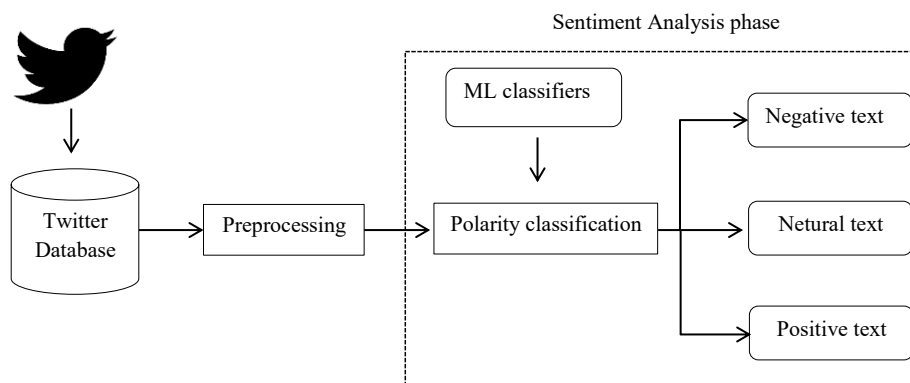 Sentiment Analysis phase
ML classifiers
Negative text
Twitter
Database
Preprocessing
Polarity classification
Netural text
Positive text